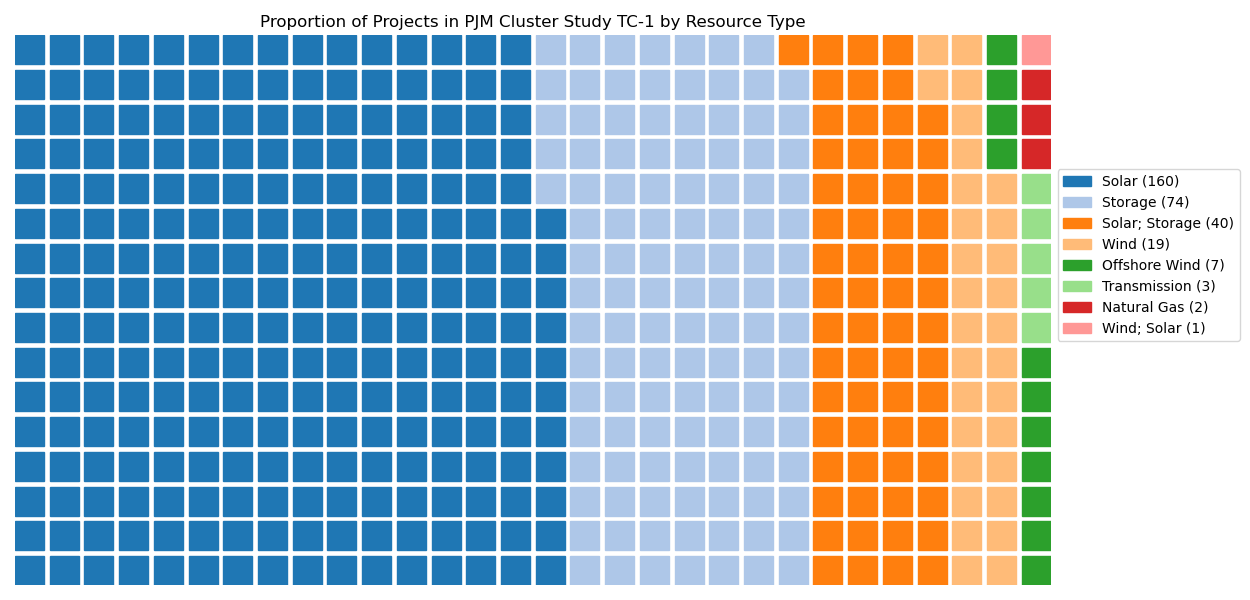 Proportion of Projects in PJM Cluster Study TC-1 by Resource Type
Solar (160)
Storage (74)
Solar; Storage (40)
Wind (19)
Offshore Wind (7)
Transmission (3)
Natural Gas (2)
Wind; Solar (1)